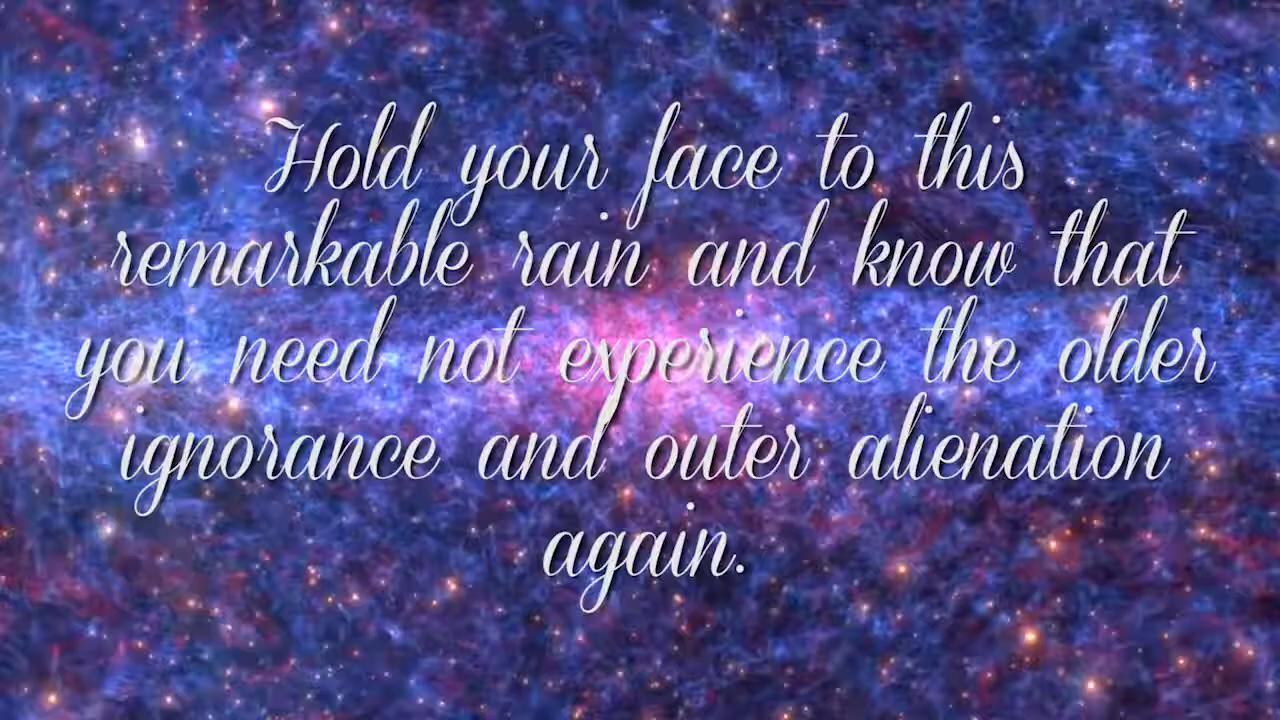 Hold your face to this
remarkable rain and know that
you need not experience the older
ignorance and outer alienation
again.